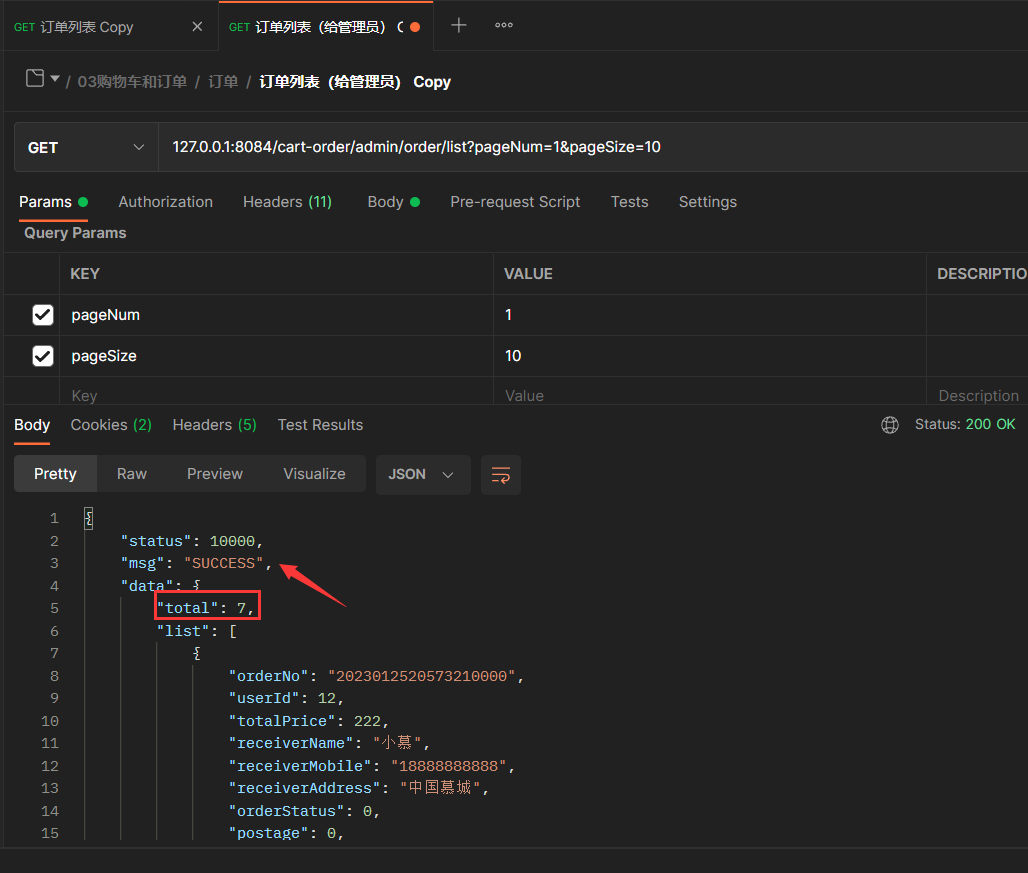 GET 订单列表 Copy
GET 订单列表（给管理员） C
/ 03购物车和订单 / 订单 / 订单列表（给管理员） Copy
GET 127.0.0.1:8084/cart-order/admin/order/list?pageNum=1&pageSize=10
Params Authorization Headers (11) Body Pre-request Script Tests Settings
Query Params
KEY VALUE DESCRIPTIO
pageNum 1
pageSize 10
Key Value Description
Body Cookies (2) Headers (5) Test Results Status: 200 OK
Pretty Raw Preview Visualize JSON
1 {
2 "status": 10000,
3 "msg": "SUCCESS",
4 "data": {
5 "total": 7,
6 "list": [
7 {
8 "orderNo": "2023012520573210000",
9 "userId": 12,
10 "totalPrice": 222,
11 "receiverName": "小慕",
12 "receiverMobile": "18888888888",
13 "receiverAddress": "中国慕城",
14 "orderStatus": 0,
15 "postage": 0,